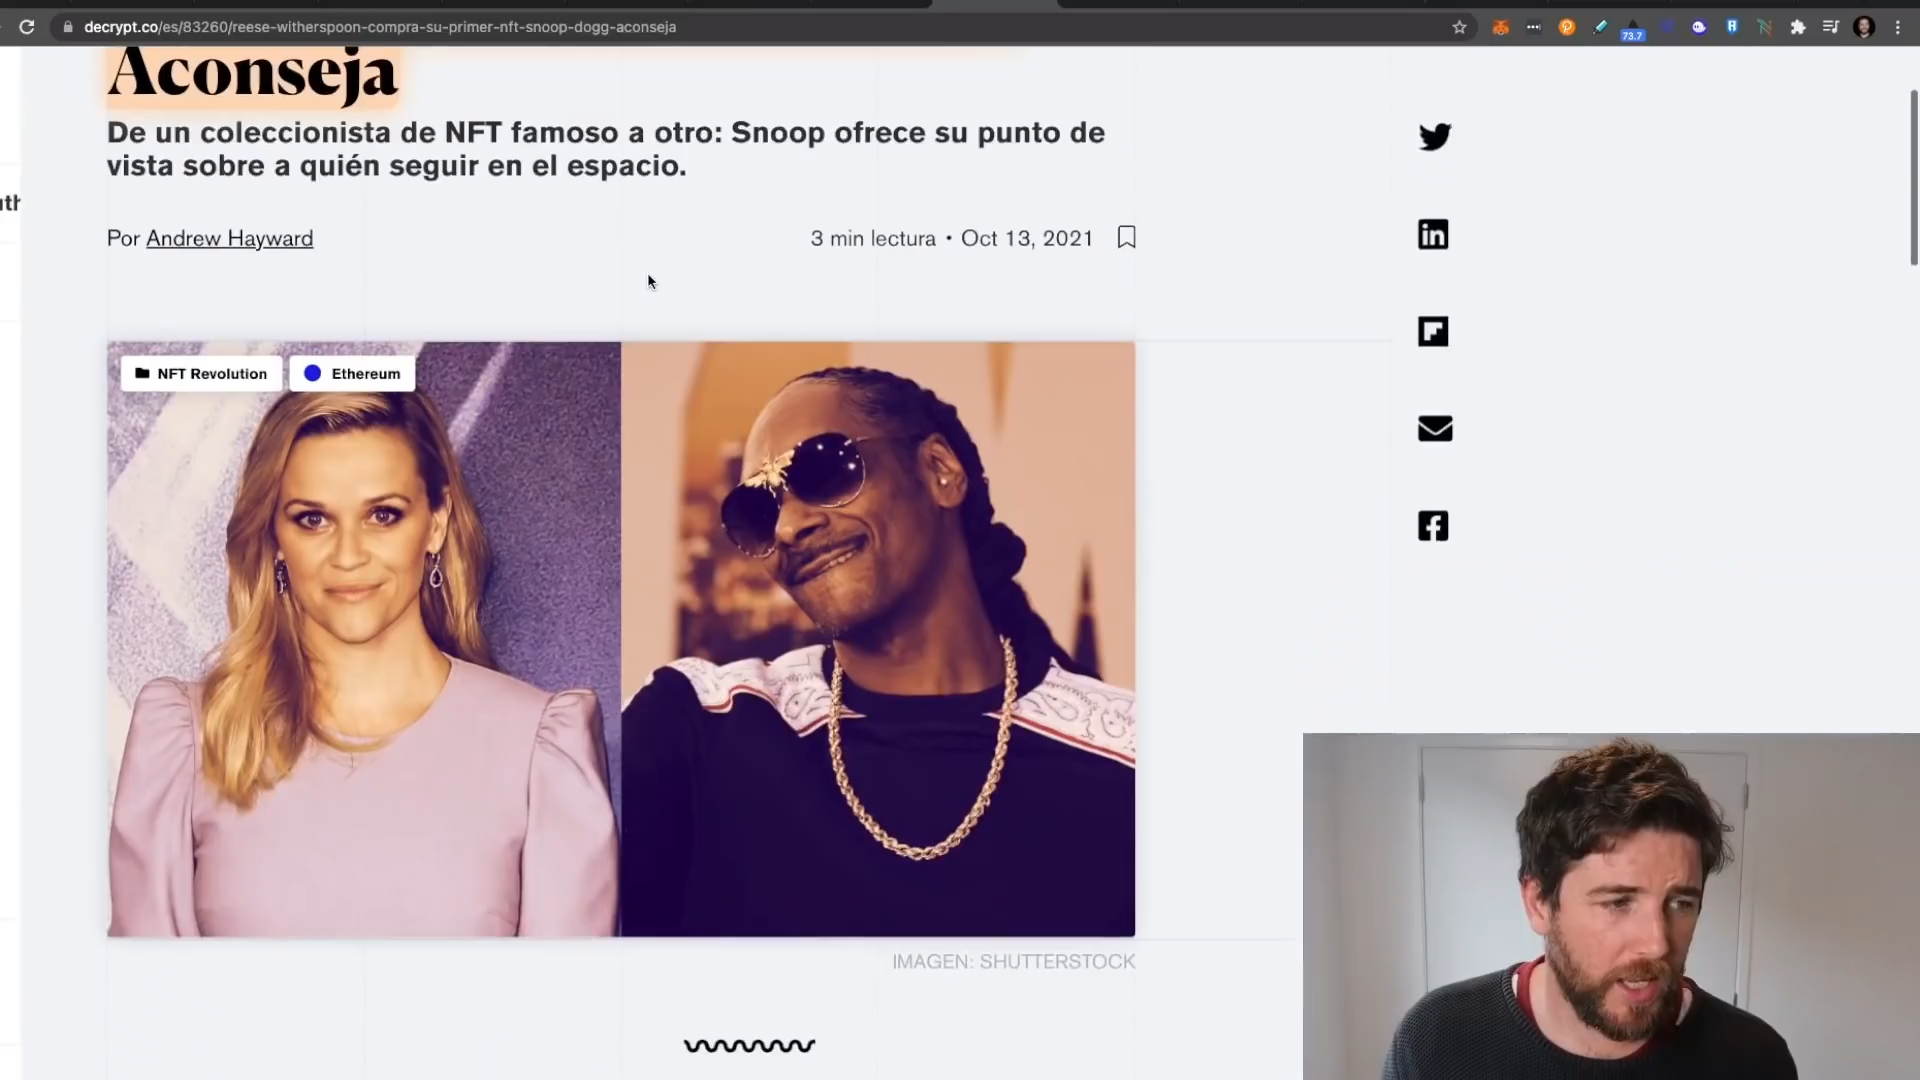 decrypt.co/es/83260/reese-witherspoon-compra-su-primer-nft-snoop-dogg-aconseja
73.7
Aconseja
De un coleccionista de NFT famoso a otro: Snoop ofrece su punto de
vista sobre a quién seguir en el espacio.
Por Andrew Hayward
3 min lectura • Oct 13, 2021
NFT Revolution
Ethereum
IMAGEN: SHUTTERSTOCK